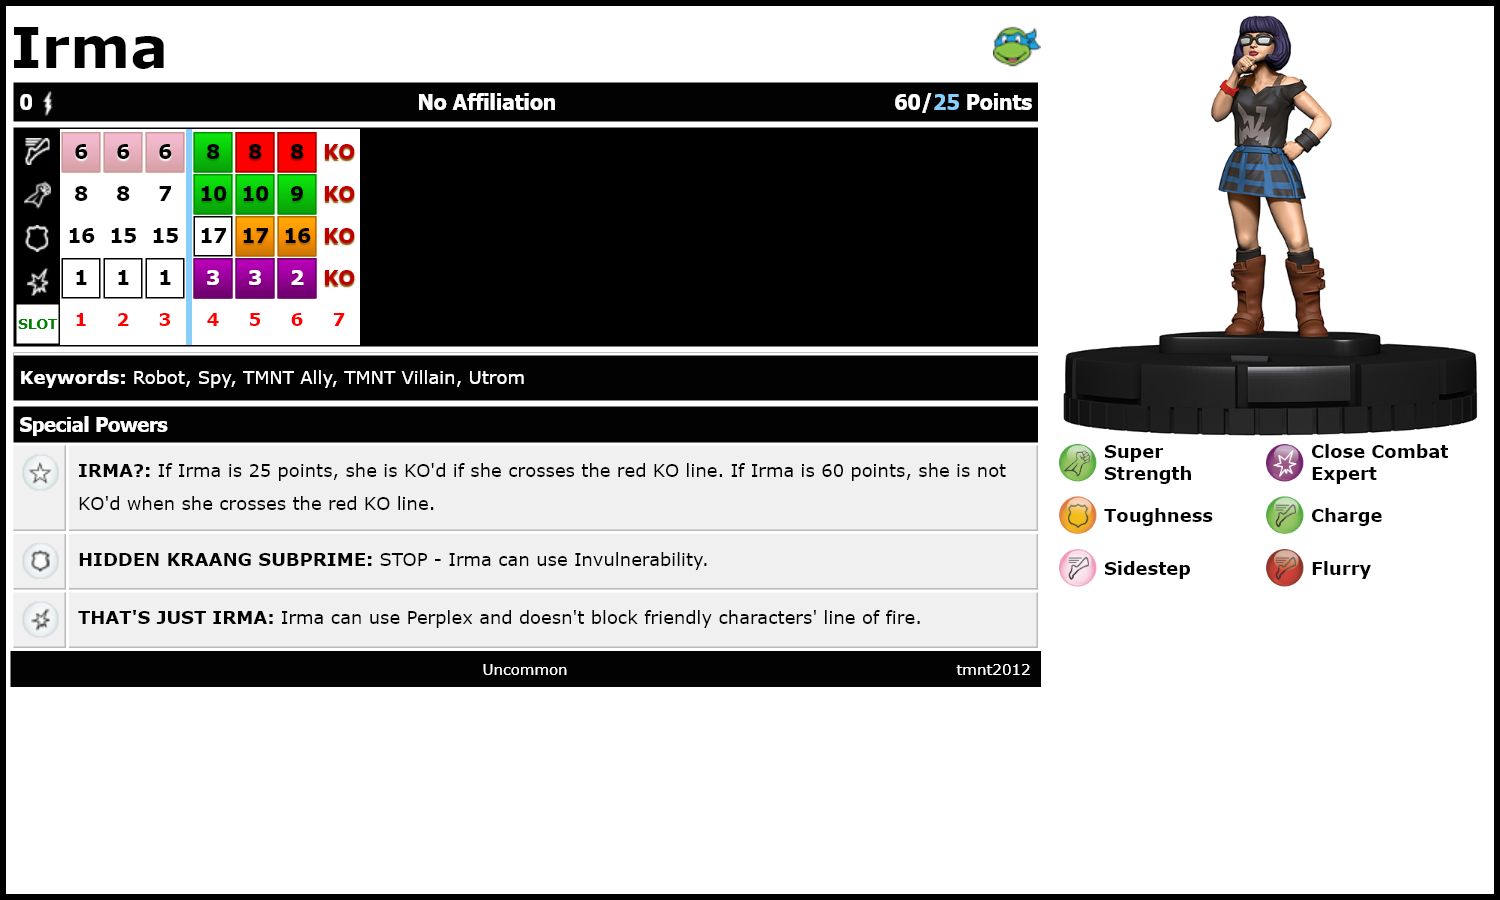 Irma
0 No Affiliation 60/25 Points
6 6 6 8 8 8 KO
8 8 7 10 10 9 KO
16 15 15 17 17 16 KO
1 1 1 3 3 2 KO
SLOT 1 2 3 4 5 6 7
Keywords: Robot, Spy, TMNT Ally, TMNT Villain, Utrom
Special Powers
IRMA?: If Irma is 25 points, she is KO'd if she crosses the red KO line. If Irma is 60 points, she is not
KO'd when she crosses the red KO line.
HIDDEN KRAANG SUBPRIME: STOP - Irma can use Invulnerability.
THAT'S JUST IRMA: Irma can use Perplex and doesn't block friendly characters' line of fire.
Uncommon tmnt2012
Super
Strength
Close Combat
Expert
Toughness
Charge
Sidestep
Flurry